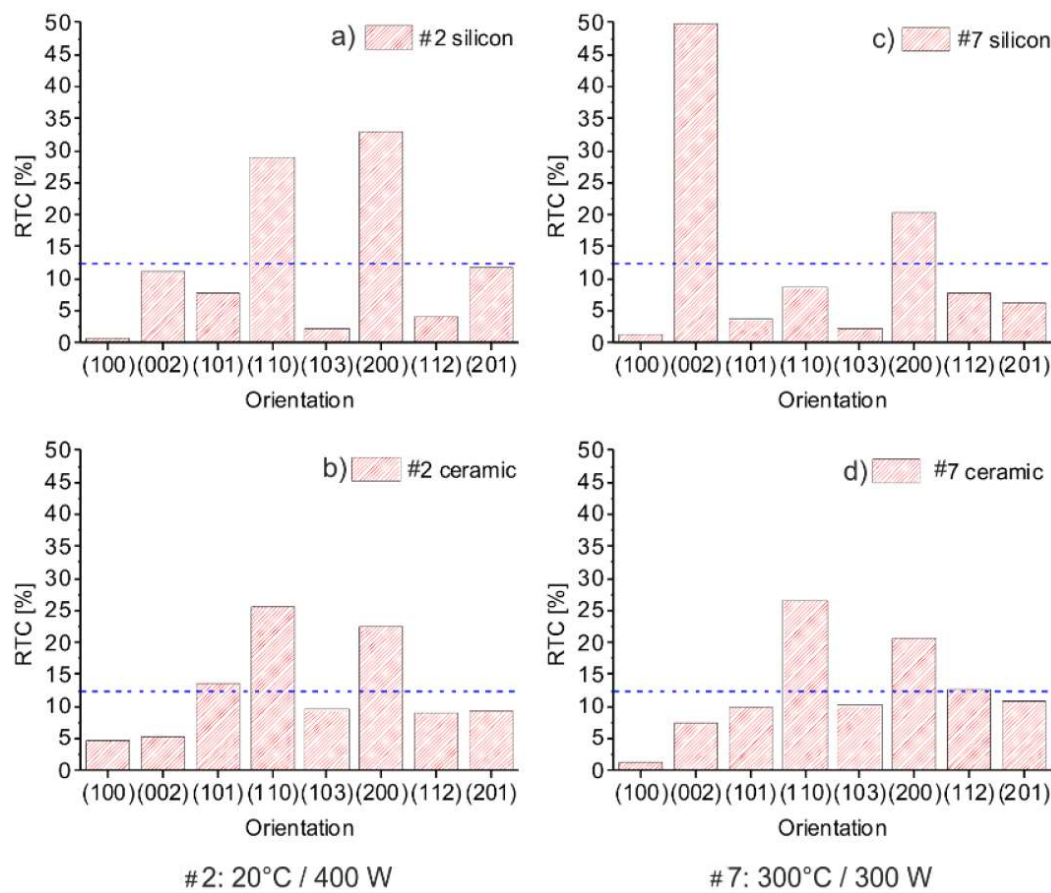 a) #2 silicon
RTC [%]
50
45
40
35
30
25
20
15
10
5
0
(100) (002) (101) (110) (103) (200) (112) (201)
Orientation
c) #7 silicon
RTC [%]
50
45
40
35
30
25
20
15
10
5
0
(100) (002) (101) (110) (103) (200) (112) (201)
Orientation
b) #2 ceramic
RTC [%]
50
45
40
35
30
25
20
15
10
5
0
(100) (002) (101) (110) (103) (200) (112) (201)
Orientation
d) #7 ceramic
RTC [%]
50
45
40
35
30
25
20
15
10
5
0
(100) (002) (101) (110) (103) (200) (112) (201)
Orientation
#2: 20°C / 400 W
#7: 300°C / 300 W